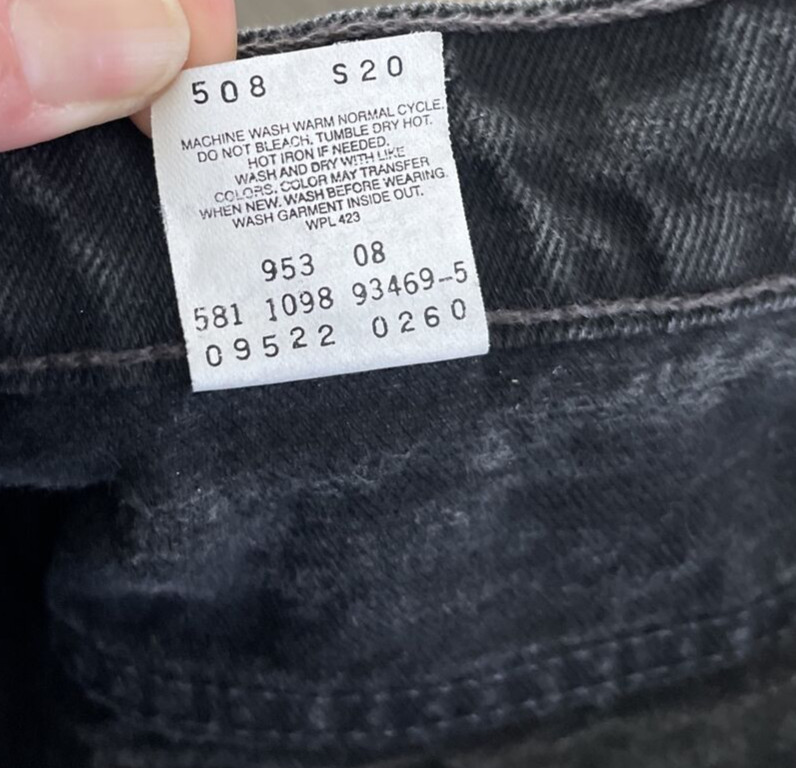 508 S20
MACHINE WASH WARM NORMAL CYCLE.
DO NOT BLEACH. TUMBLE DRY HOT.
HOT IRON IF NEEDED.
WASH AND DRY WITH LIKE
COLORS. COLOR MAY TRANSFER
WHEN NEW. WASH BEFORE WEARING.
WASH GARMENT INSIDE OUT.
WPL 423
953 08
581 1098 93469-5
09522 0260